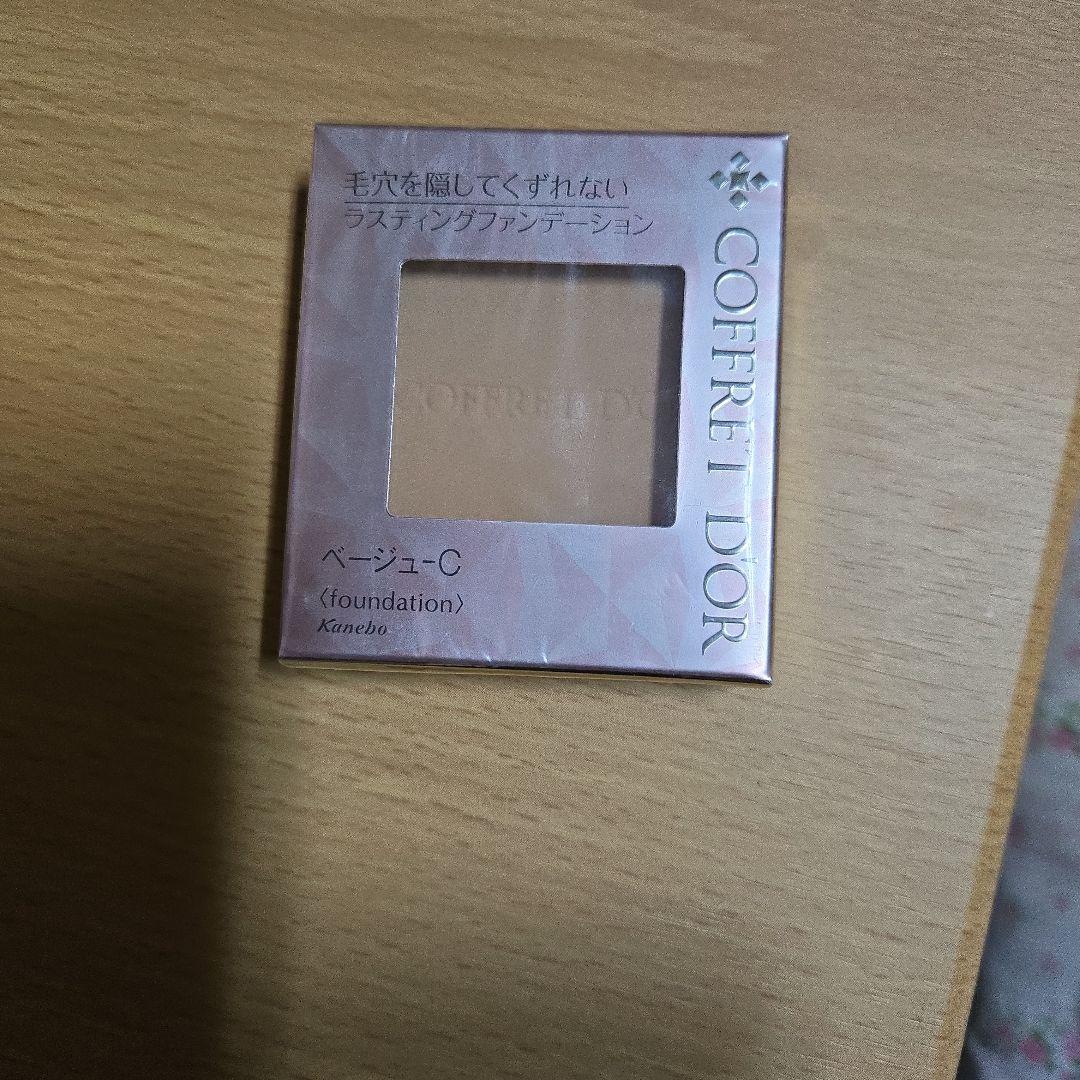 毛穴を隠してくずれない
ラスティングファンデーション
COFFRET D'OR
COFFRET D'O
ベージュ-C
〈foundation〉
Kanebo